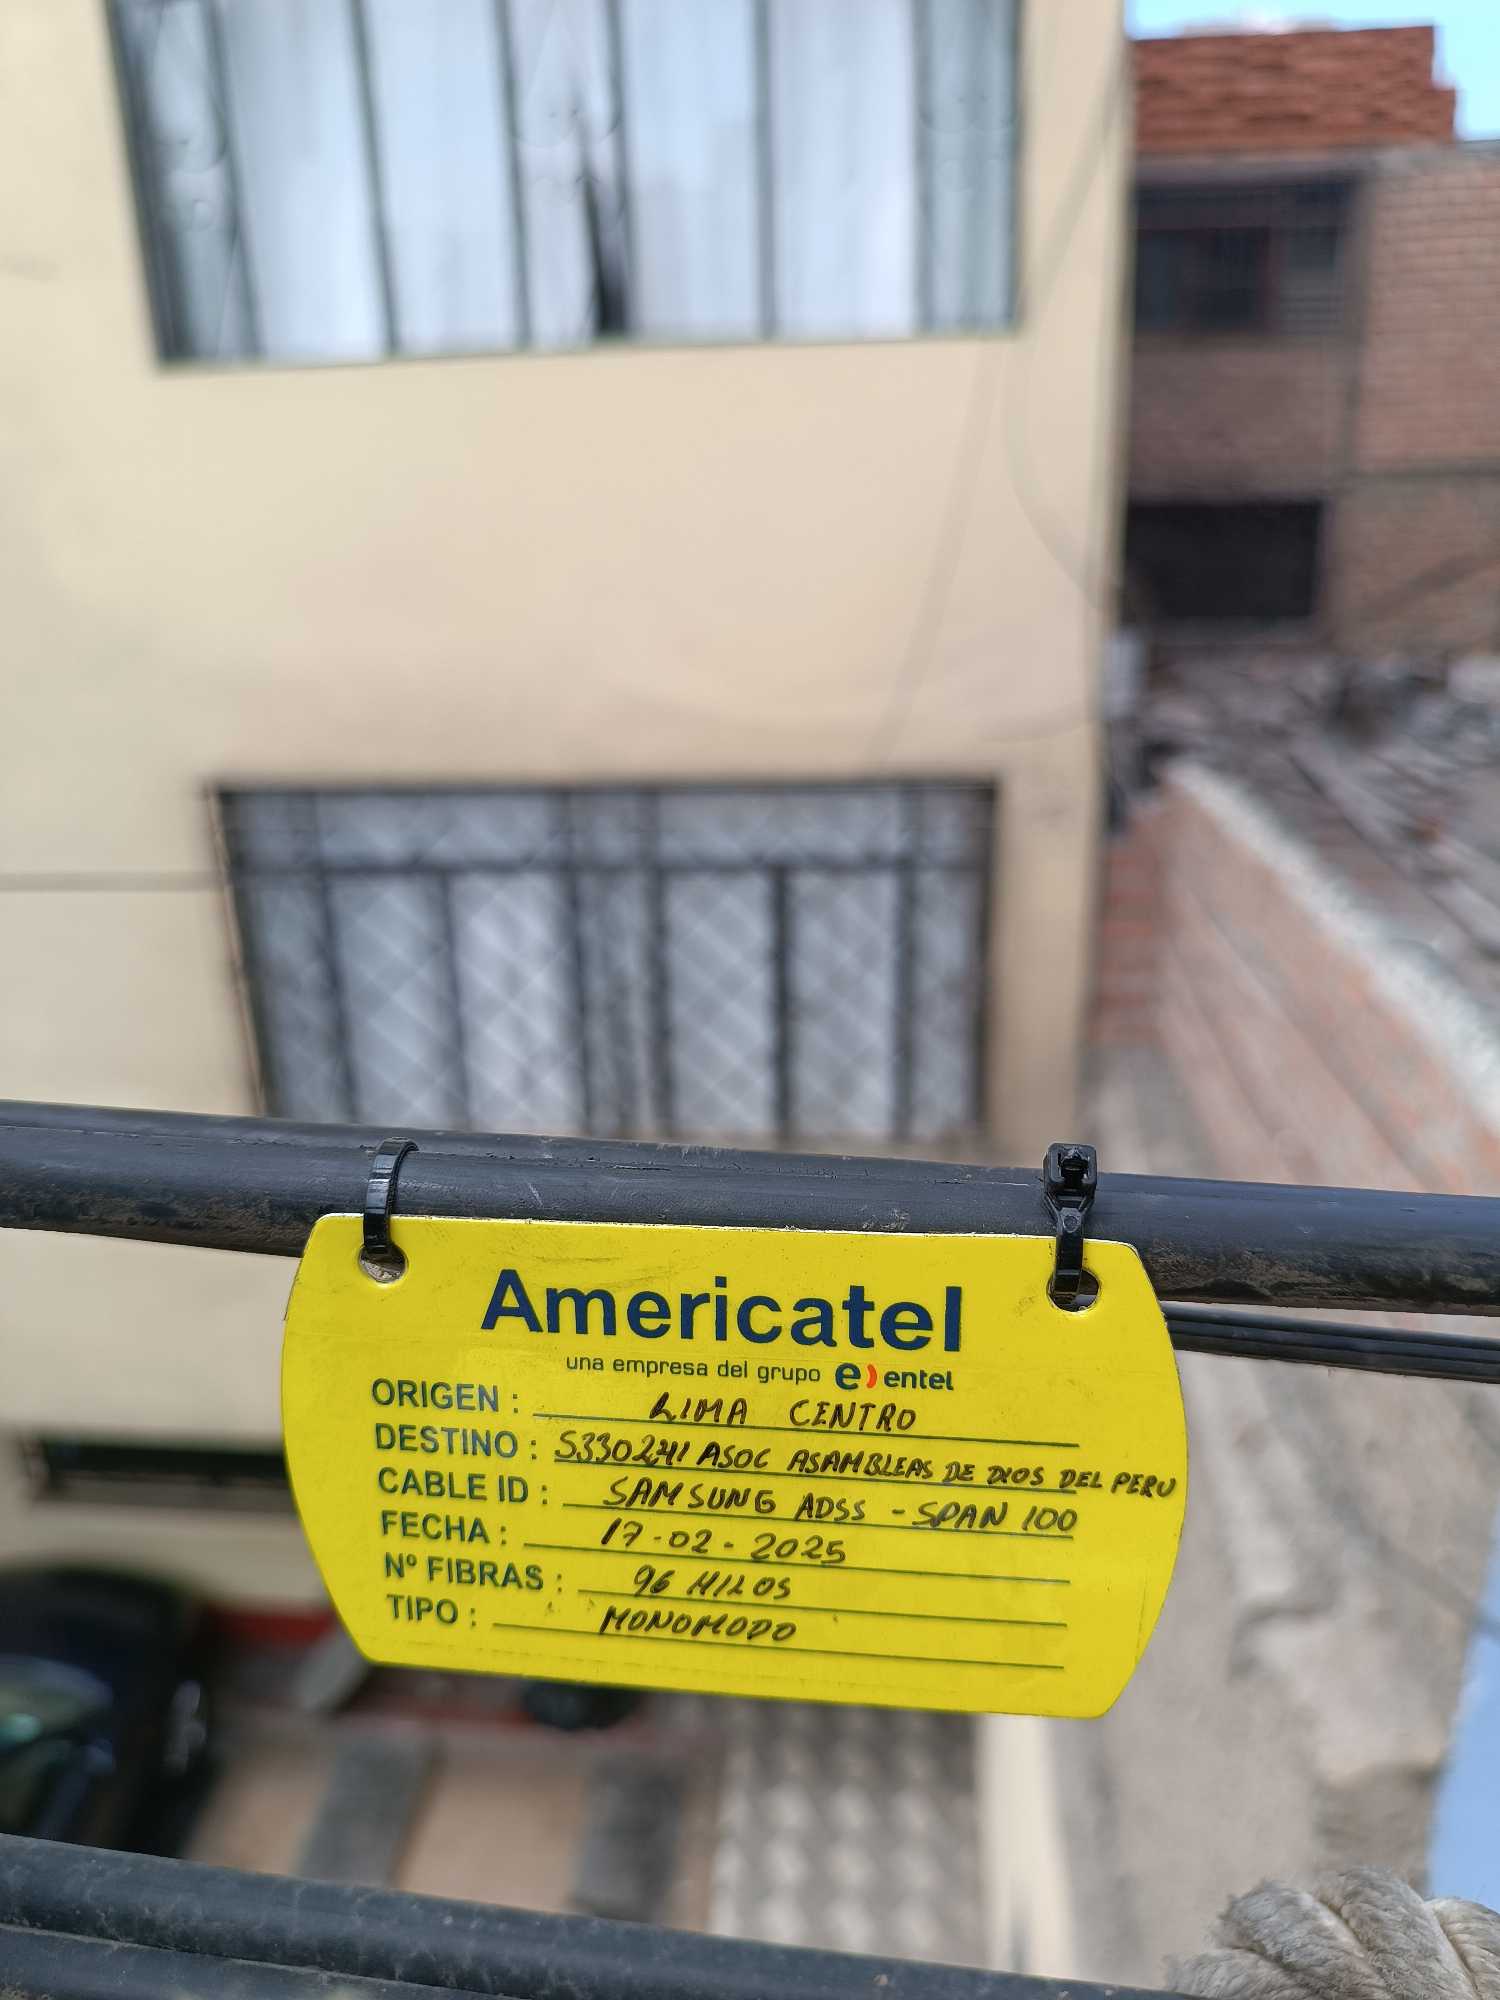 Americatel
una empresa del grupo e) entel
ORIGEN : LIMA CENTRO
DESTINO : S330241 ASOC ASAMBLEAS DE DIOS DEL PERU
CABLE ID : SAMSUNG ADSS - SPAN 100
FECHA : 17-02-2025
Nº FIBRAS : 96 HILOS
TIPO : MONOMODO